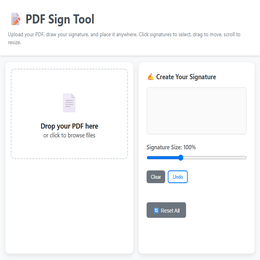 PDF Sign Tool
Upload your PDF, draw your signature, and place it anywhere. Click signatures to select, drag to move, scroll to
resize.
Drop your PDF here
or click to browse files
Create Your Signature
Signature Size: 100%
Clear
Undo
Reset All